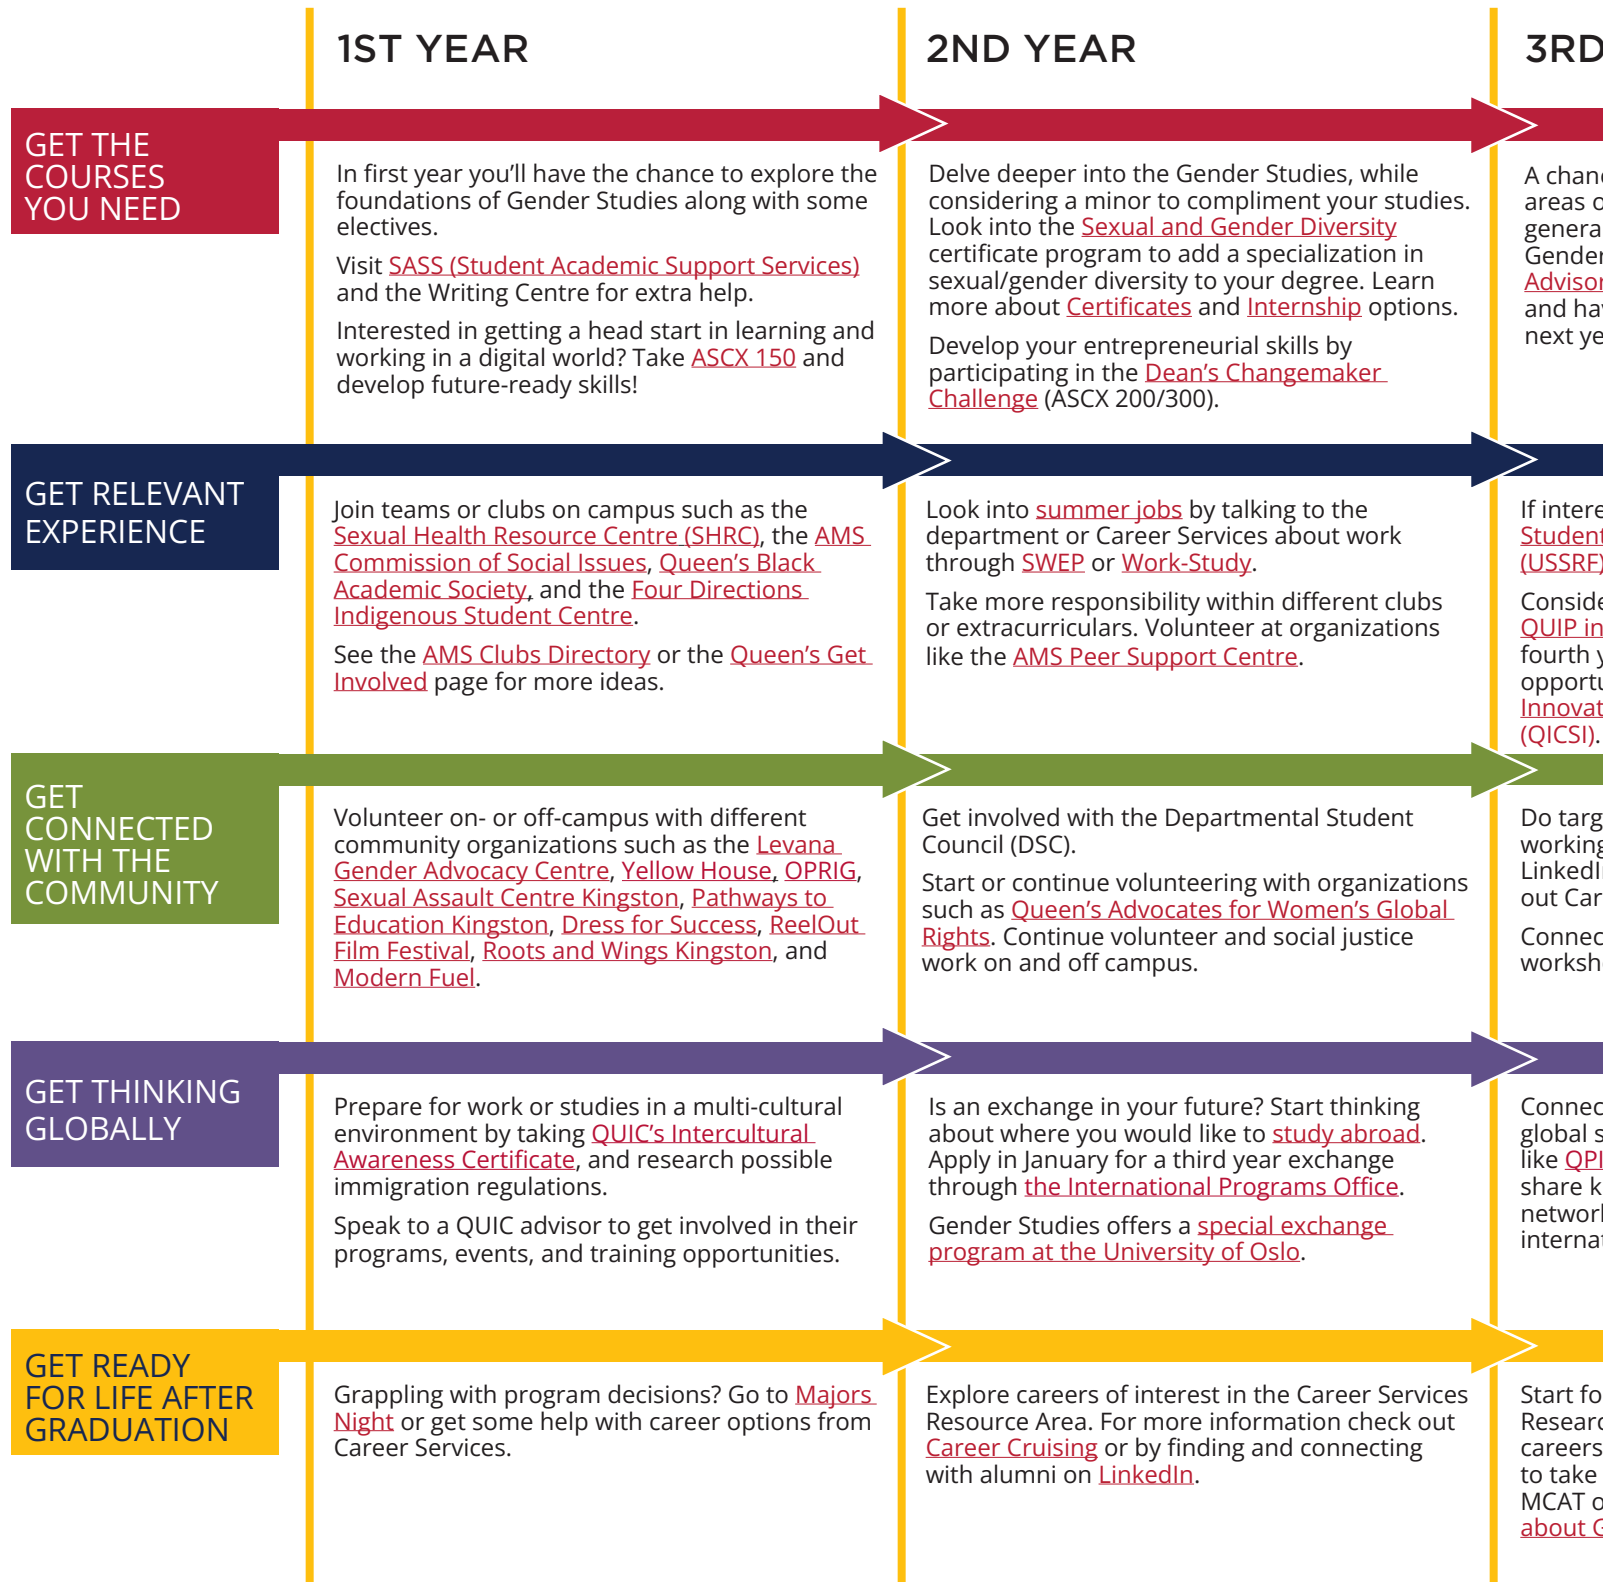 1ST YEAR
2ND YEAR
3RD
GET THE
COURSES
YOU NEED
In first year you’ll have the chance to explore the
foundations of Gender Studies along with some
electives.
Visit SASS (Student Academic Support Services)
and the Writing Centre for extra help.
Interested in getting a head start in learning and
working in a digital world? Take ASCX 150 and
develop future-ready skills!
Delve deeper into the Gender Studies, while
considering a minor to compliment your studies.
Look into the Sexual and Gender Diversity
certificate program to add a specialization in
sexual/gender diversity to your degree. Learn
more about Certificates and Internship options.
Develop your entrepreneurial skills by
participating in the Dean’s Changemaker
Challenge (ASCX 200/300).
A chan
areas o
genera
Gender
Advisor
and ha
next ye
GET RELEVANT
EXPERIENCE
Join teams or clubs on campus such as the
Sexual Health Resource Centre (SHRC), the AMS
Commission of Social Issues, Queen’s Black
Academic Society, and the Four Directions
Indigenous Student Centre.
See the AMS Clubs Directory or the Queen’s Get
Involved page for more ideas.
Look into summer jobs by talking to the
department or Career Services about work
through SWEP or Work-Study.
Take more responsibility within different clubs
or extracurriculars. Volunteer at organizations
like the AMS Peer Support Centre.
If intere
Student
(USSRF)
Conside
QUIP in
fourth y
opportu
Innovat
(QICSI).
GET
CONNECTED
WITH THE
COMMUNITY
Volunteer on- or off-campus with different
community organizations such as the Levana
Gender Advocacy Centre, Yellow House, OPRIG,
Sexual Assault Centre Kingston, Pathways to
Education Kingston, Dress for Success, ReelOut
Film Festival, Roots and Wings Kingston, and
Modern Fuel.
Get involved with the Departmental Student
Council (DSC).
Start or continue volunteering with organizations
such as Queen’s Advocates for Women’s Global
Rights. Continue volunteer and social justice
work on and off campus.
Do targ
working
LinkedI
out Car
Connec
worksh
GET THINKING
GLOBALLY
Prepare for work or studies in a multi-cultural
environment by taking QUIC’s Intercultural
Awareness Certificate, and research possible
immigration regulations.
Speak to a QUIC advisor to get involved in their
programs, events, and training opportunities.
Is an exchange in your future? Start thinking
about where you would like to study abroad.
Apply in January for a third year exchange
through the International Programs Office.
Gender Studies offers a special exchange
program at the University of Oslo.
Connec
global s
like QPI
share k
network
internat
GET READY
FOR LIFE AFTER
GRADUATION
Grappling with program decisions? Go to Majors
Night or get some help with career options from
Career Services.
Explore careers of interest in the Career Services
Resource Area. For more information check out
Career Cruising or by finding and connecting
with alumni on LinkedIn.
Start fo
Researc
careers
to take
MCAT o
about G